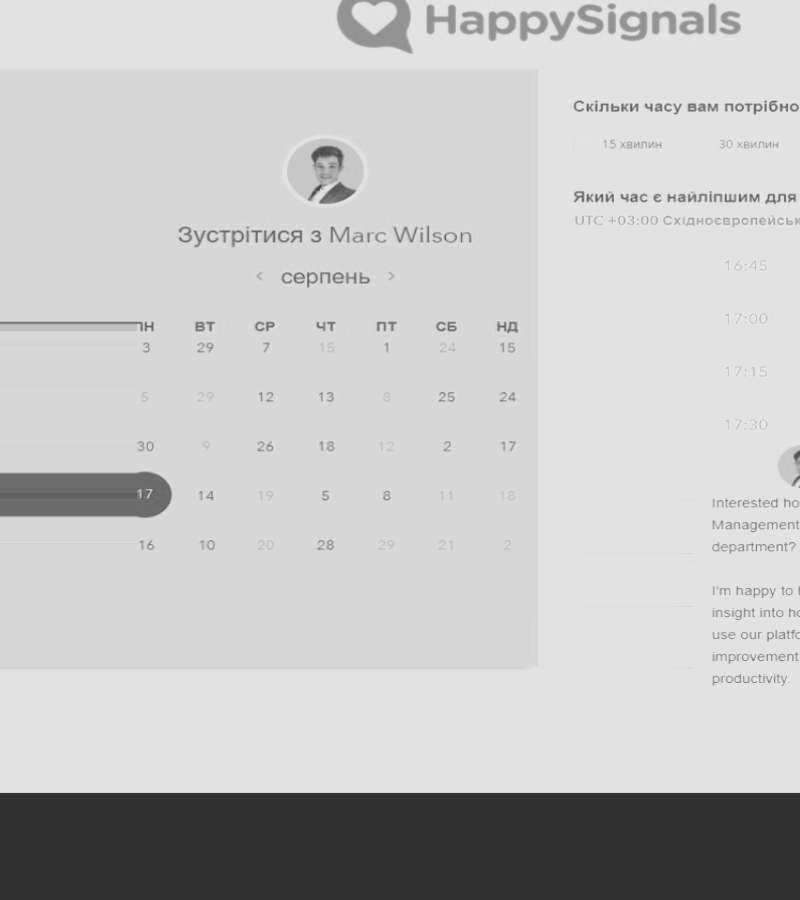 HappySignals
Зустрітися з Marc Wilson
< серпень >
ПН ВТ СР ЧТ ПТ СБ НД
3 29 7 15 1 24 15
5 29 12 13 8 25 24
30 9 26 18 12 2 17
17 14 19 5 8 11 18
16 10 20 28 29 21 2
Скільки часу вам потрібно
15 хвилин 30 хвилин
Який час є найліпшим для
UTC +03:00 Східноєвропейськ
16:45
17:00
17:15
17:30
Interested ho
Management
department?
I'm happy to
insight into ho
use our platfo
improvement
productivity.